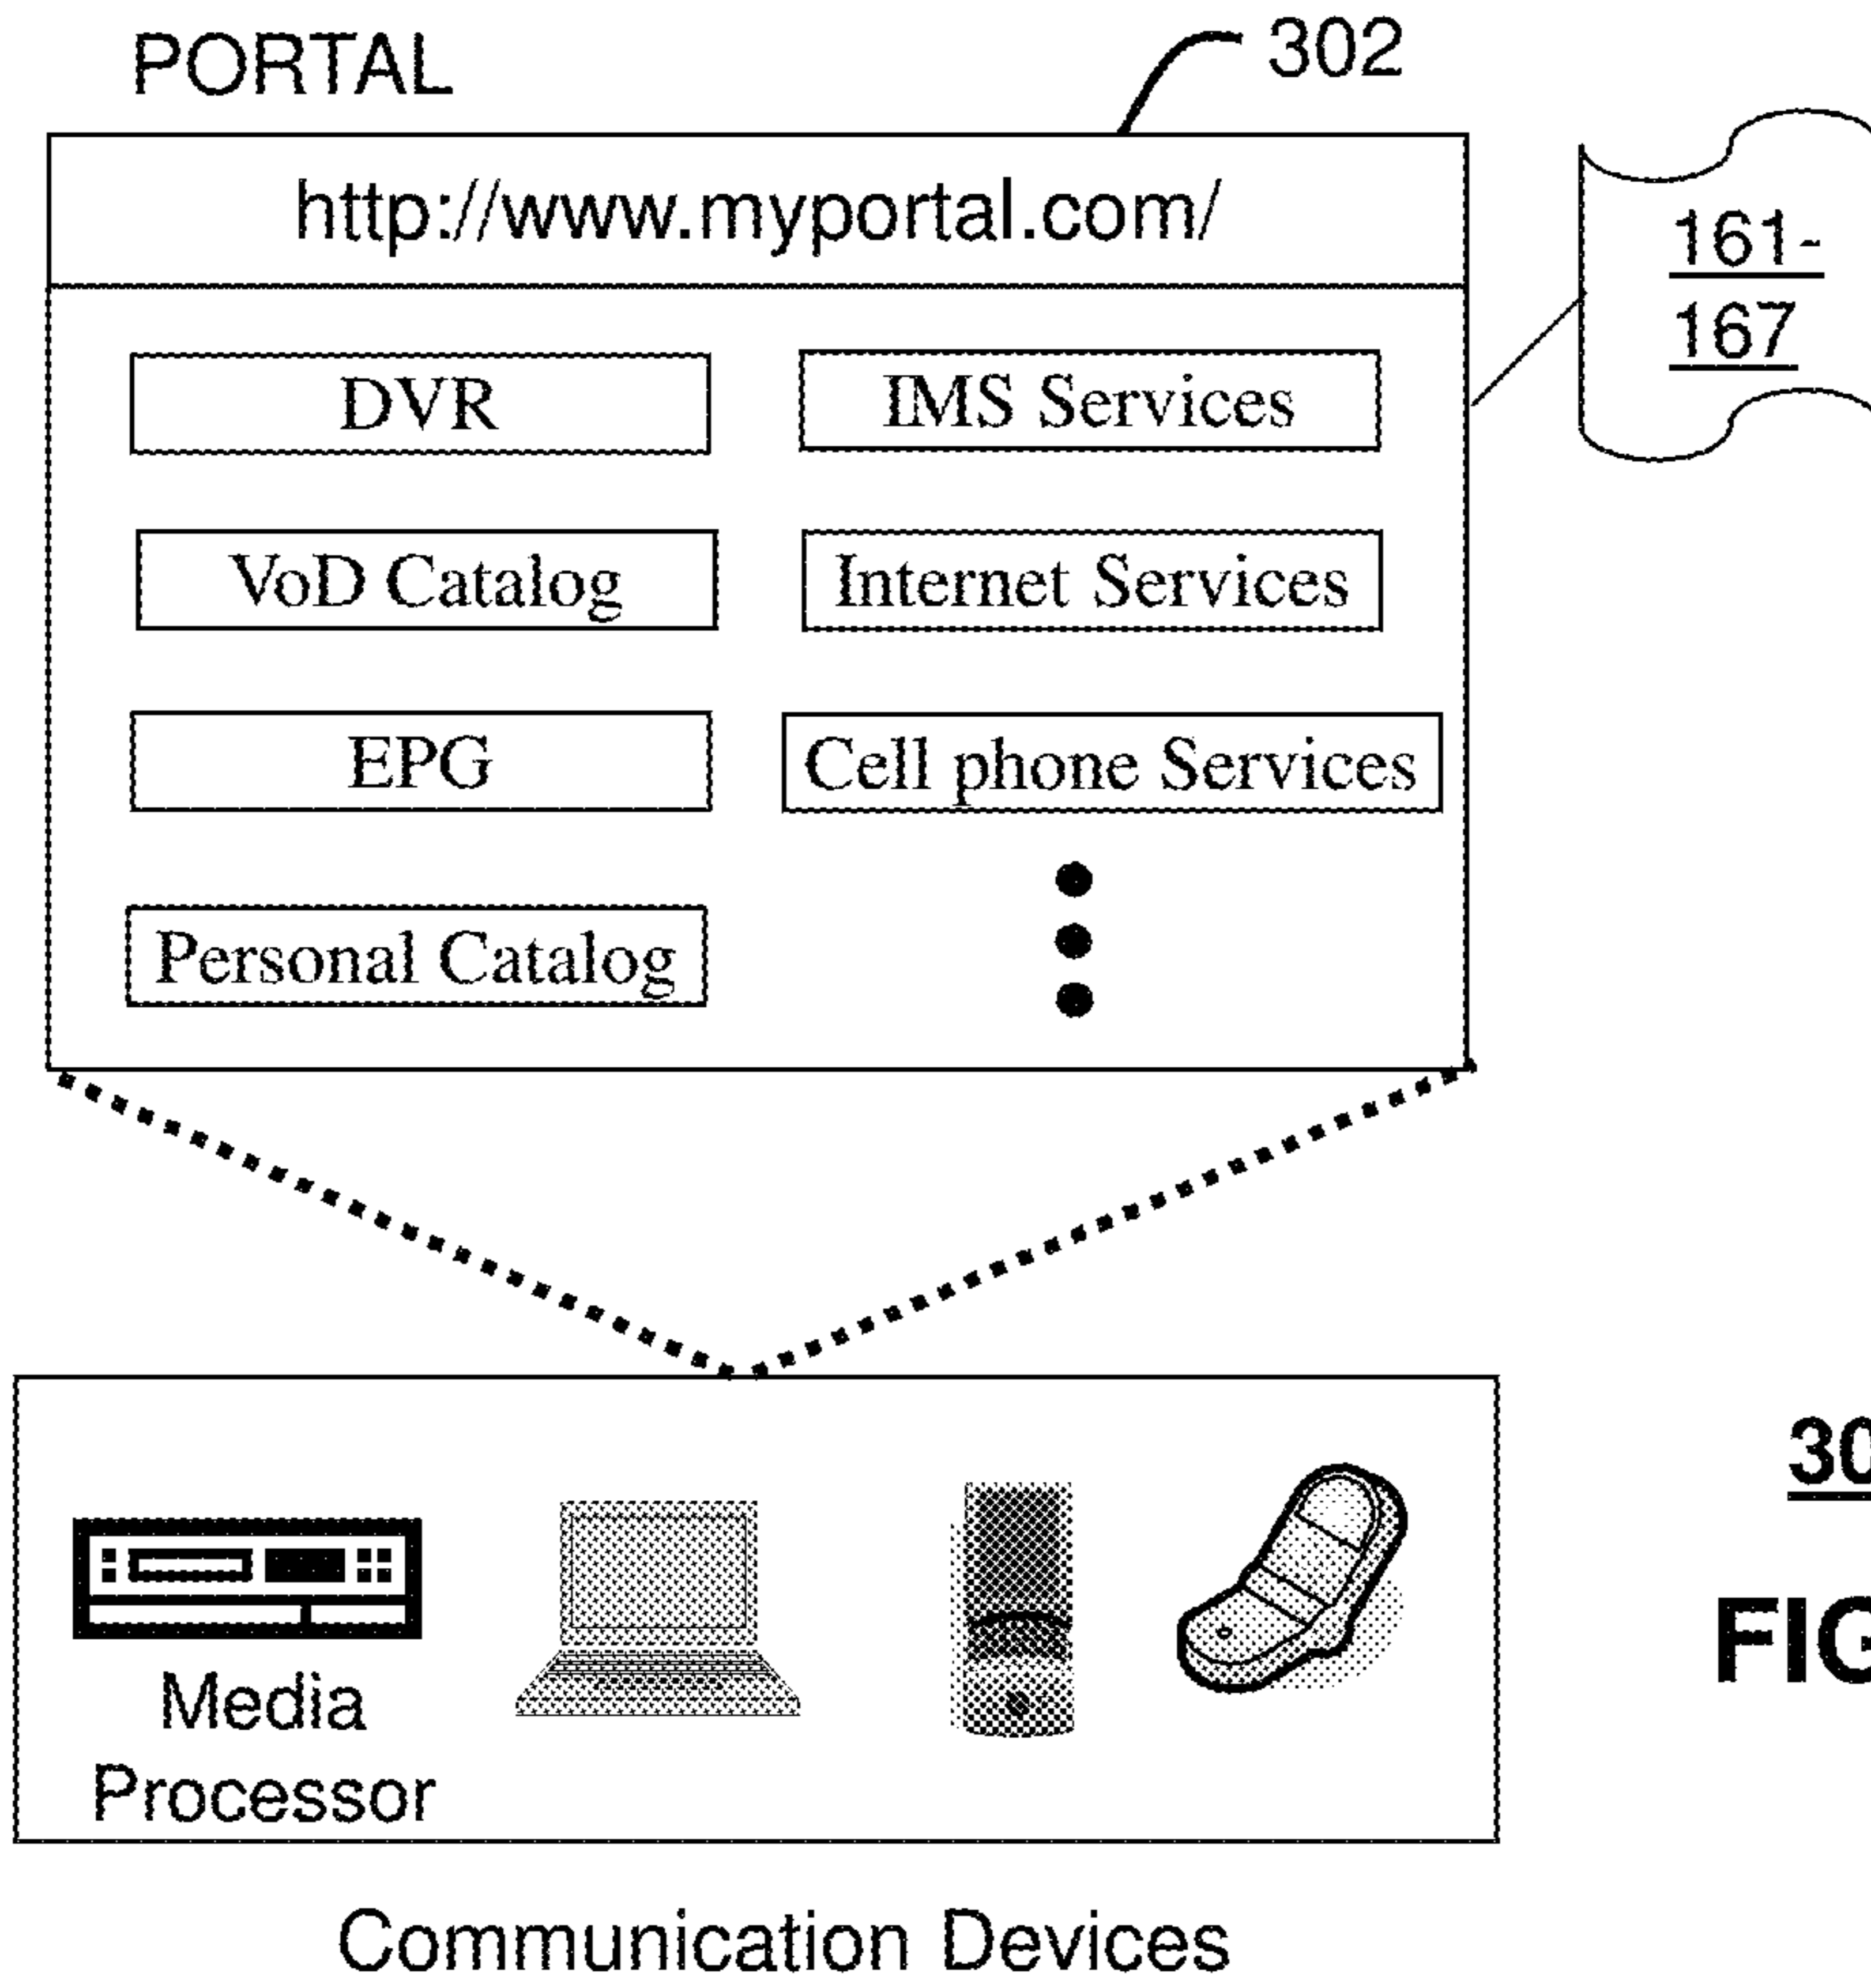 PORTAL
302
http://www.myportal.com/
161-
167
DVR
IMS Services
VoD Catalog
Internet Services
EPG
Cell phone Services
Personal Catalog
30
Media
Processor
Communication Devices